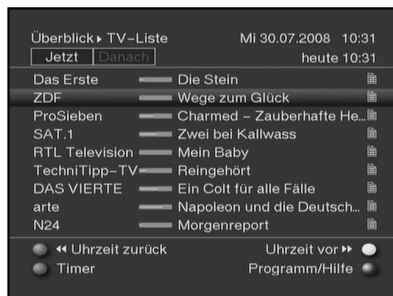 Überblick▸ TV-Liste Mi 30.07.2008 10:31
Jetzt Danach heute 10:31
Das Erste Die Stein
ZDF Wege zum Glück
ProSieben Charmed – Zauberhafte He...
SAT.1 Zwei bei Kallwass
RTL Television Mein Baby
TechniTipp-TV Reingehört
DAS VIERTE Ein Colt für alle Fälle
arte Napoleon und die Deutsch...
N24 Morgenreport
◂◂ Uhrzeit zurück Uhrzeit vor ▸▸
Timer Programm/Hilfe